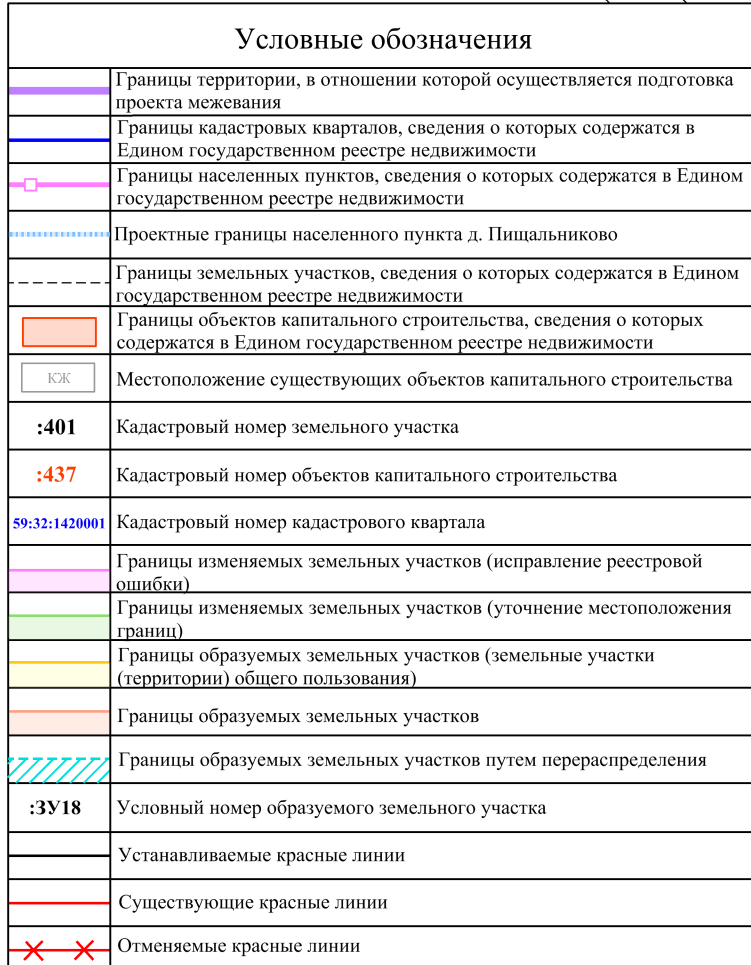 Условные обозначения
Границы территории, в отношении которой осуществляется подготовка
проекта межевания
Границы кадастровых кварталов, сведения о которых содержатся в
Едином государственном реестре недвижимости
Границы населенных пунктов, сведения о которых содержатся в Едином
государственном реестре недвижимости
Проектные границы населенного пункта д. Пищальниково
Границы земельных участков, сведения о которых содержатся в Едином
государственном реестре недвижимости
Границы объектов капитального строительства, сведения о которых
содержатся в Едином государственном реестре недвижимости
КЖ Местоположение существующих объектов капитального строительства
:401 Кадастровый номер земельного участка
:437 Кадастровый номер объектов капитального строительства
59:32:1420001 Кадастровый номер кадастрового квартала
Границы изменяемых земельных участков (исправление реестровой
ошибки)
Границы изменяемых земельных участков (уточнение местоположения
границ)
Границы образуемых земельных участков (земельные участки
(территории) общего пользования)
Границы образуемых земельных участков
Границы образуемых земельных участков путем перераспределения
:ЗУ18 Условный номер образуемого земельного участка
Устанавливаемые красные линии
Существующие красные линии
Отменяемые красные линии